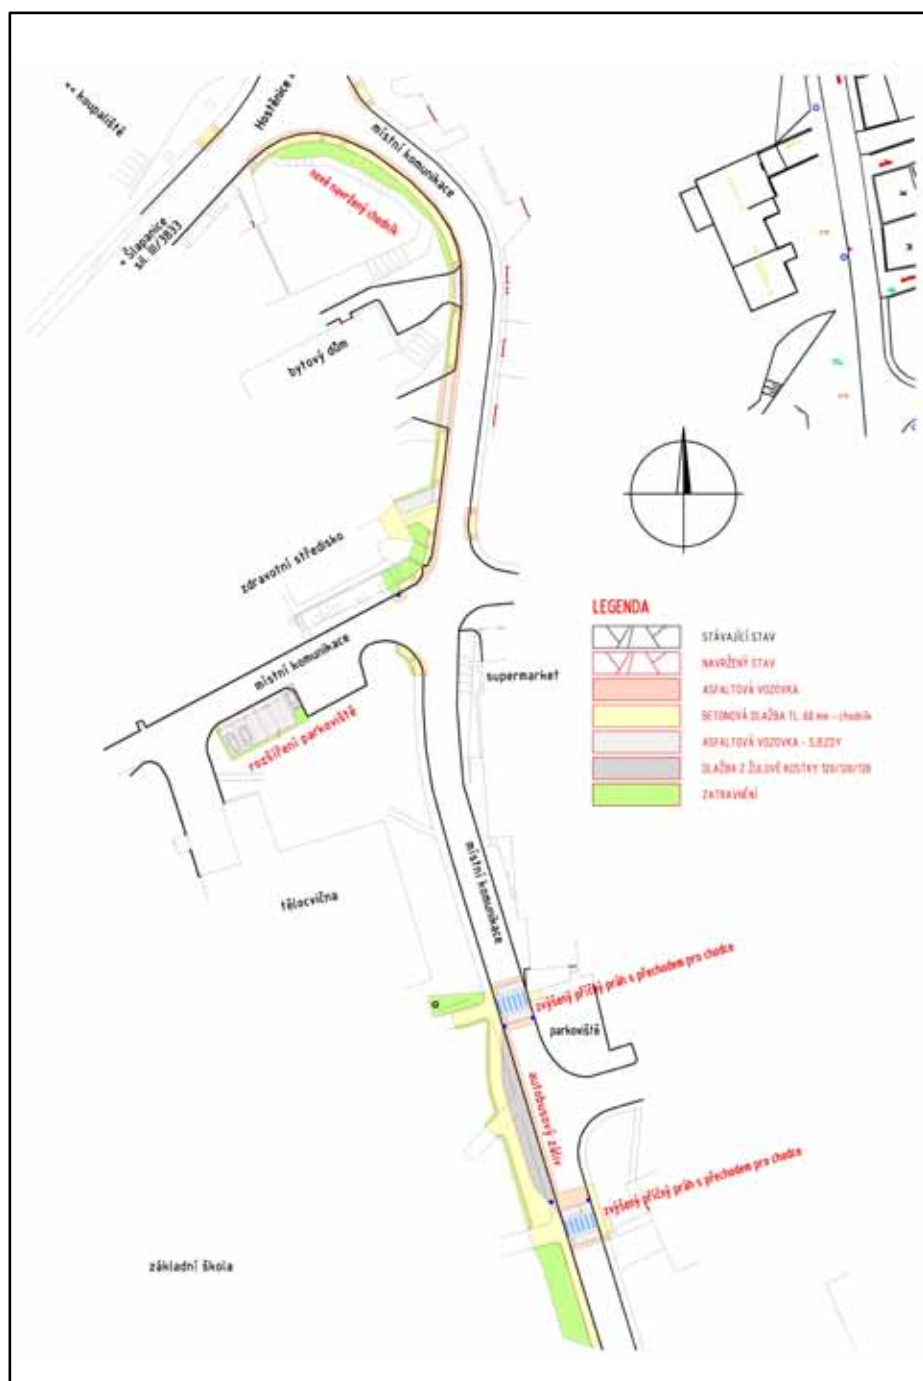 ** koupaliště
Hostěnice **
místní komunikace
nově navržený chodník
* Šlapanice
sil. III/3833
bytový dům
zdravotní středisko
místní komunikace
supermarket
rozšíření parkoviště
LEGENDA
STÁVAJÍCÍ STAV
NAVRŽENÝ STAV
ASFALTOVÁ VOZOVKA
BETONOVÁ DLAŽBA TL. 60 mm - chodník
ASFALTOVÁ VOZOVKA - SJEZDY
DLAŽBA Z ŽULOVÉ KOSTKY 120/120/120
ZATRAVNĚNÍ
místní komunikace
tělocvična
zvýšený příčný práh s přechodem pro chodce
parkoviště
autobusový záliv
zvýšený příčný práh s přechodem pro chodce
základní škola